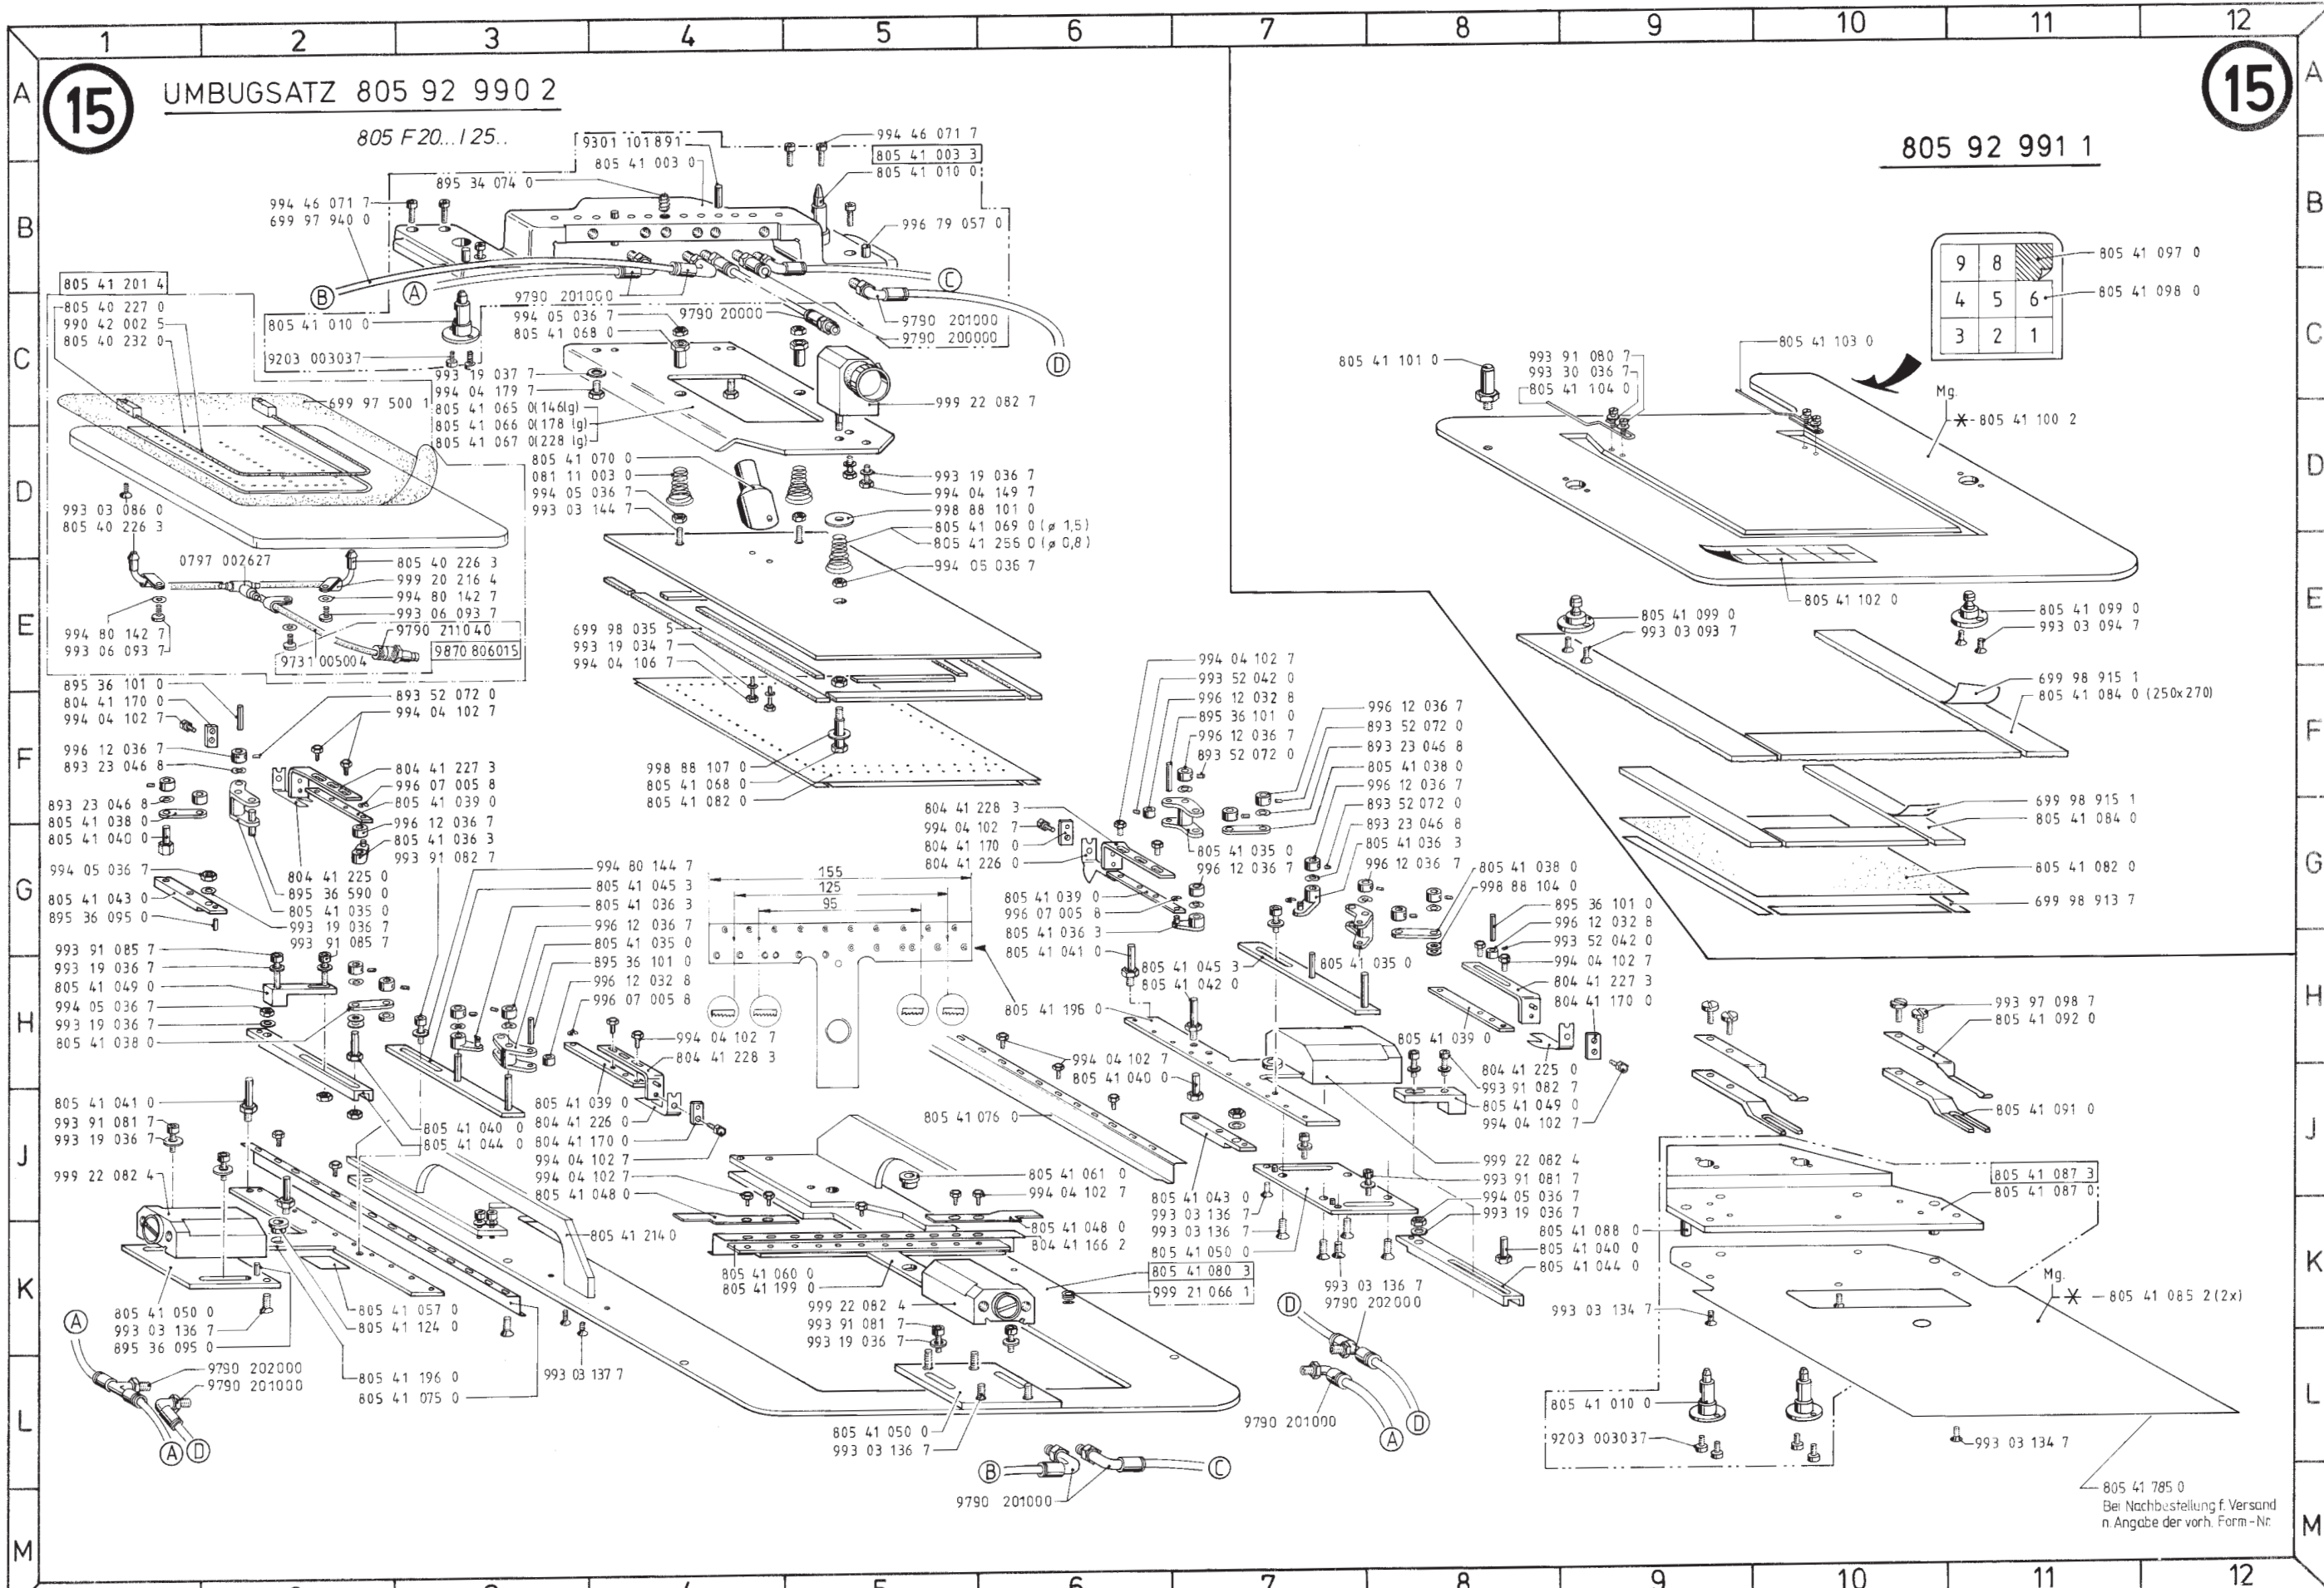 1 2 3 4 5 6 7 8 9 10 11 12
A
B
C
D
E
F
G
H
J
K
L
M
15
UMBUGSATZ 805 92 990 2
805 F 20... / 25..
9301 101891
805 41 003 0
895 34 074 0
994 46 071 7
805 41 003 3
805 41 010 0
994 46 071 7
699 97 940 0
996 79 057 0
B
A
C
D
805 41 201 4
805 40 227 0
990 42 002 5
805 40 232 0
805 41 010 0
9203 003037
9790 201000
994 05 036 7
805 41 068 0
9790 20000
9790 201000
9790 200000
993 19 037 7
994 04 179 7
805 41 065 0(146lg)
805 41 066 0(178 lg)
805 41 067 0(228 lg)
699 97 500 1
999 22 082 7
805 41 070 0
081 11 003 0
994 05 036 7
993 03 144 7
993 19 036 7
994 04 149 7
998 88 101 0
805 41 069 0 (ø 1,5)
805 41 256 0 (ø 0,8)
994 05 036 7
993 03 086 0
805 40 226 3
0797 002627
805 40 226 3
999 20 216 4
994 80 142 7
993 06 093 7
9790 211040
9870 806015
9731 005004
994 80 142 7
993 06 093 7
699 98 035 5
993 19 034 7
994 04 106 7
998 88 107 0
805 41 068 0
805 41 082 0
895 36 101 0
804 41 170 0
994 04 102 7
893 52 072 0
994 04 102 7
996 12 036 7
893 23 046 8
804 41 227 3
996 07 005 8
805 41 039 0
996 12 036 7
805 41 036 3
993 91 082 7
893 23 046 8
805 41 038 0
805 41 040 0
994 05 036 7
805 41 043 0
895 36 095 0
804 41 225 0
895 36 590 0
805 41 035 0
993 19 036 7
993 91 085 7
993 91 085 7
993 19 036 7
805 41 049 0
994 05 036 7
993 19 036 7
805 41 038 0
994 80 144 7
805 41 045 3
805 41 036 3
996 12 036 7
805 41 035 0
895 36 101 0
996 12 032 8
996 07 005 8
994 04 102 7
804 41 228 3
155
125
95
805 41 196 0
805 41 039 0
804 41 226 0
804 41 170 0
994 04 102 7
994 04 102 7
805 41 048 0
805 41 040 0
805 41 044 0
805 41 041 0
993 91 081 7
993 19 036 7
999 22 082 4
805 41 050 0
993 03 136 7
895 36 095 0
805 41 057 0
805 41 124 0
805 41 196 0
805 41 075 0
993 03 137 7
9790 202000
9790 201000
A
A
D
805 41 214 0
805 41 061 0
994 04 102 7
805 41 048 0
804 41 166 2
805 41 060 0
805 41 199 0
805 41 080 3
999 21 066 1
999 22 082 4
993 91 081 7
993 19 036 7
805 41 050 0
993 03 136 7
B
C
9790 201000
994 04 102 7
993 52 042 0
996 12 032 8
895 36 101 0
996 12 036 7
893 52 072 0
996 12 036 7
893 52 072 0
893 23 046 8
805 41 038 0
996 12 036 7
893 52 072 0
893 23 046 8
805 41 036 3
996 12 036 7
804 41 228 3
994 04 102 7
804 41 170 0
804 41 226 0
805 41 035 0
996 12 036 7
805 41 039 0
996 07 005 8
805 41 036 3
805 41 041 0
805 41 045 3
805 41 042 0
805 41 035 0
805 41 038 0
998 88 104 0
895 36 101 0
996 12 032 8
993 52 042 0
994 04 102 7
804 41 227 3
804 41 170 0
805 41 039 0
994 04 102 7
805 41 040 0
805 41 076 0
804 41 225 0
993 91 082 7
805 41 049 0
994 04 102 7
999 22 082 4
993 91 081 7
994 05 036 7
993 19 036 7
805 41 043 0
993 03 136 7
993 03 136 7
805 41 050 0
993 03 136 7
9790 202000
805 41 040 0
805 41 044 0
D
9790 201000
D
A
15
805 92 991 1
9 8
4 5 6
3 2 1
805 41 097 0
805 41 098 0
805 41 101 0
993 91 080 7
993 30 036 7
805 41 104 0
805 41 103 0
Mg.
805 41 100 2
805 41 102 0
805 41 099 0
993 03 093 7
805 41 099 0
993 03 094 7
699 98 915 1
805 41 084 0 (250x270)
699 98 915 1
805 41 084 0
805 41 082 0
699 98 913 7
993 97 098 7
805 41 092 0
805 41 091 0
805 41 087 3
805 41 087 0
805 41 088 0
993 03 134 7
Mg.
805 41 085 2 (2x)
805 41 010 0
9203 003037
993 03 134 7
805 41 785 0
Bei Nachbestellung f. Versand
n. Angabe der vorh. Form-Nr.
A
B
C
D
E
F
G
H
J
K
L
M
3 4 5 6 7 8 9 10 11 12